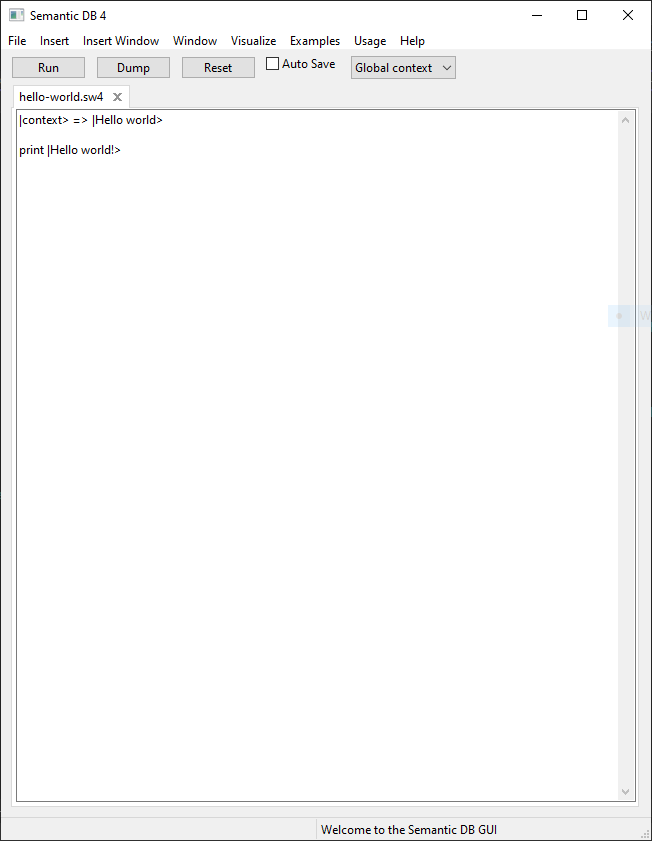 Semantic DB 4
File Insert Insert Window Window Visualize Examples Usage Help
Run Dump Reset Auto Save Global context
hello-world.sw4
|context> => |Hello world>
print |Hello world!>
W
Welcome to the Semantic DB GUI